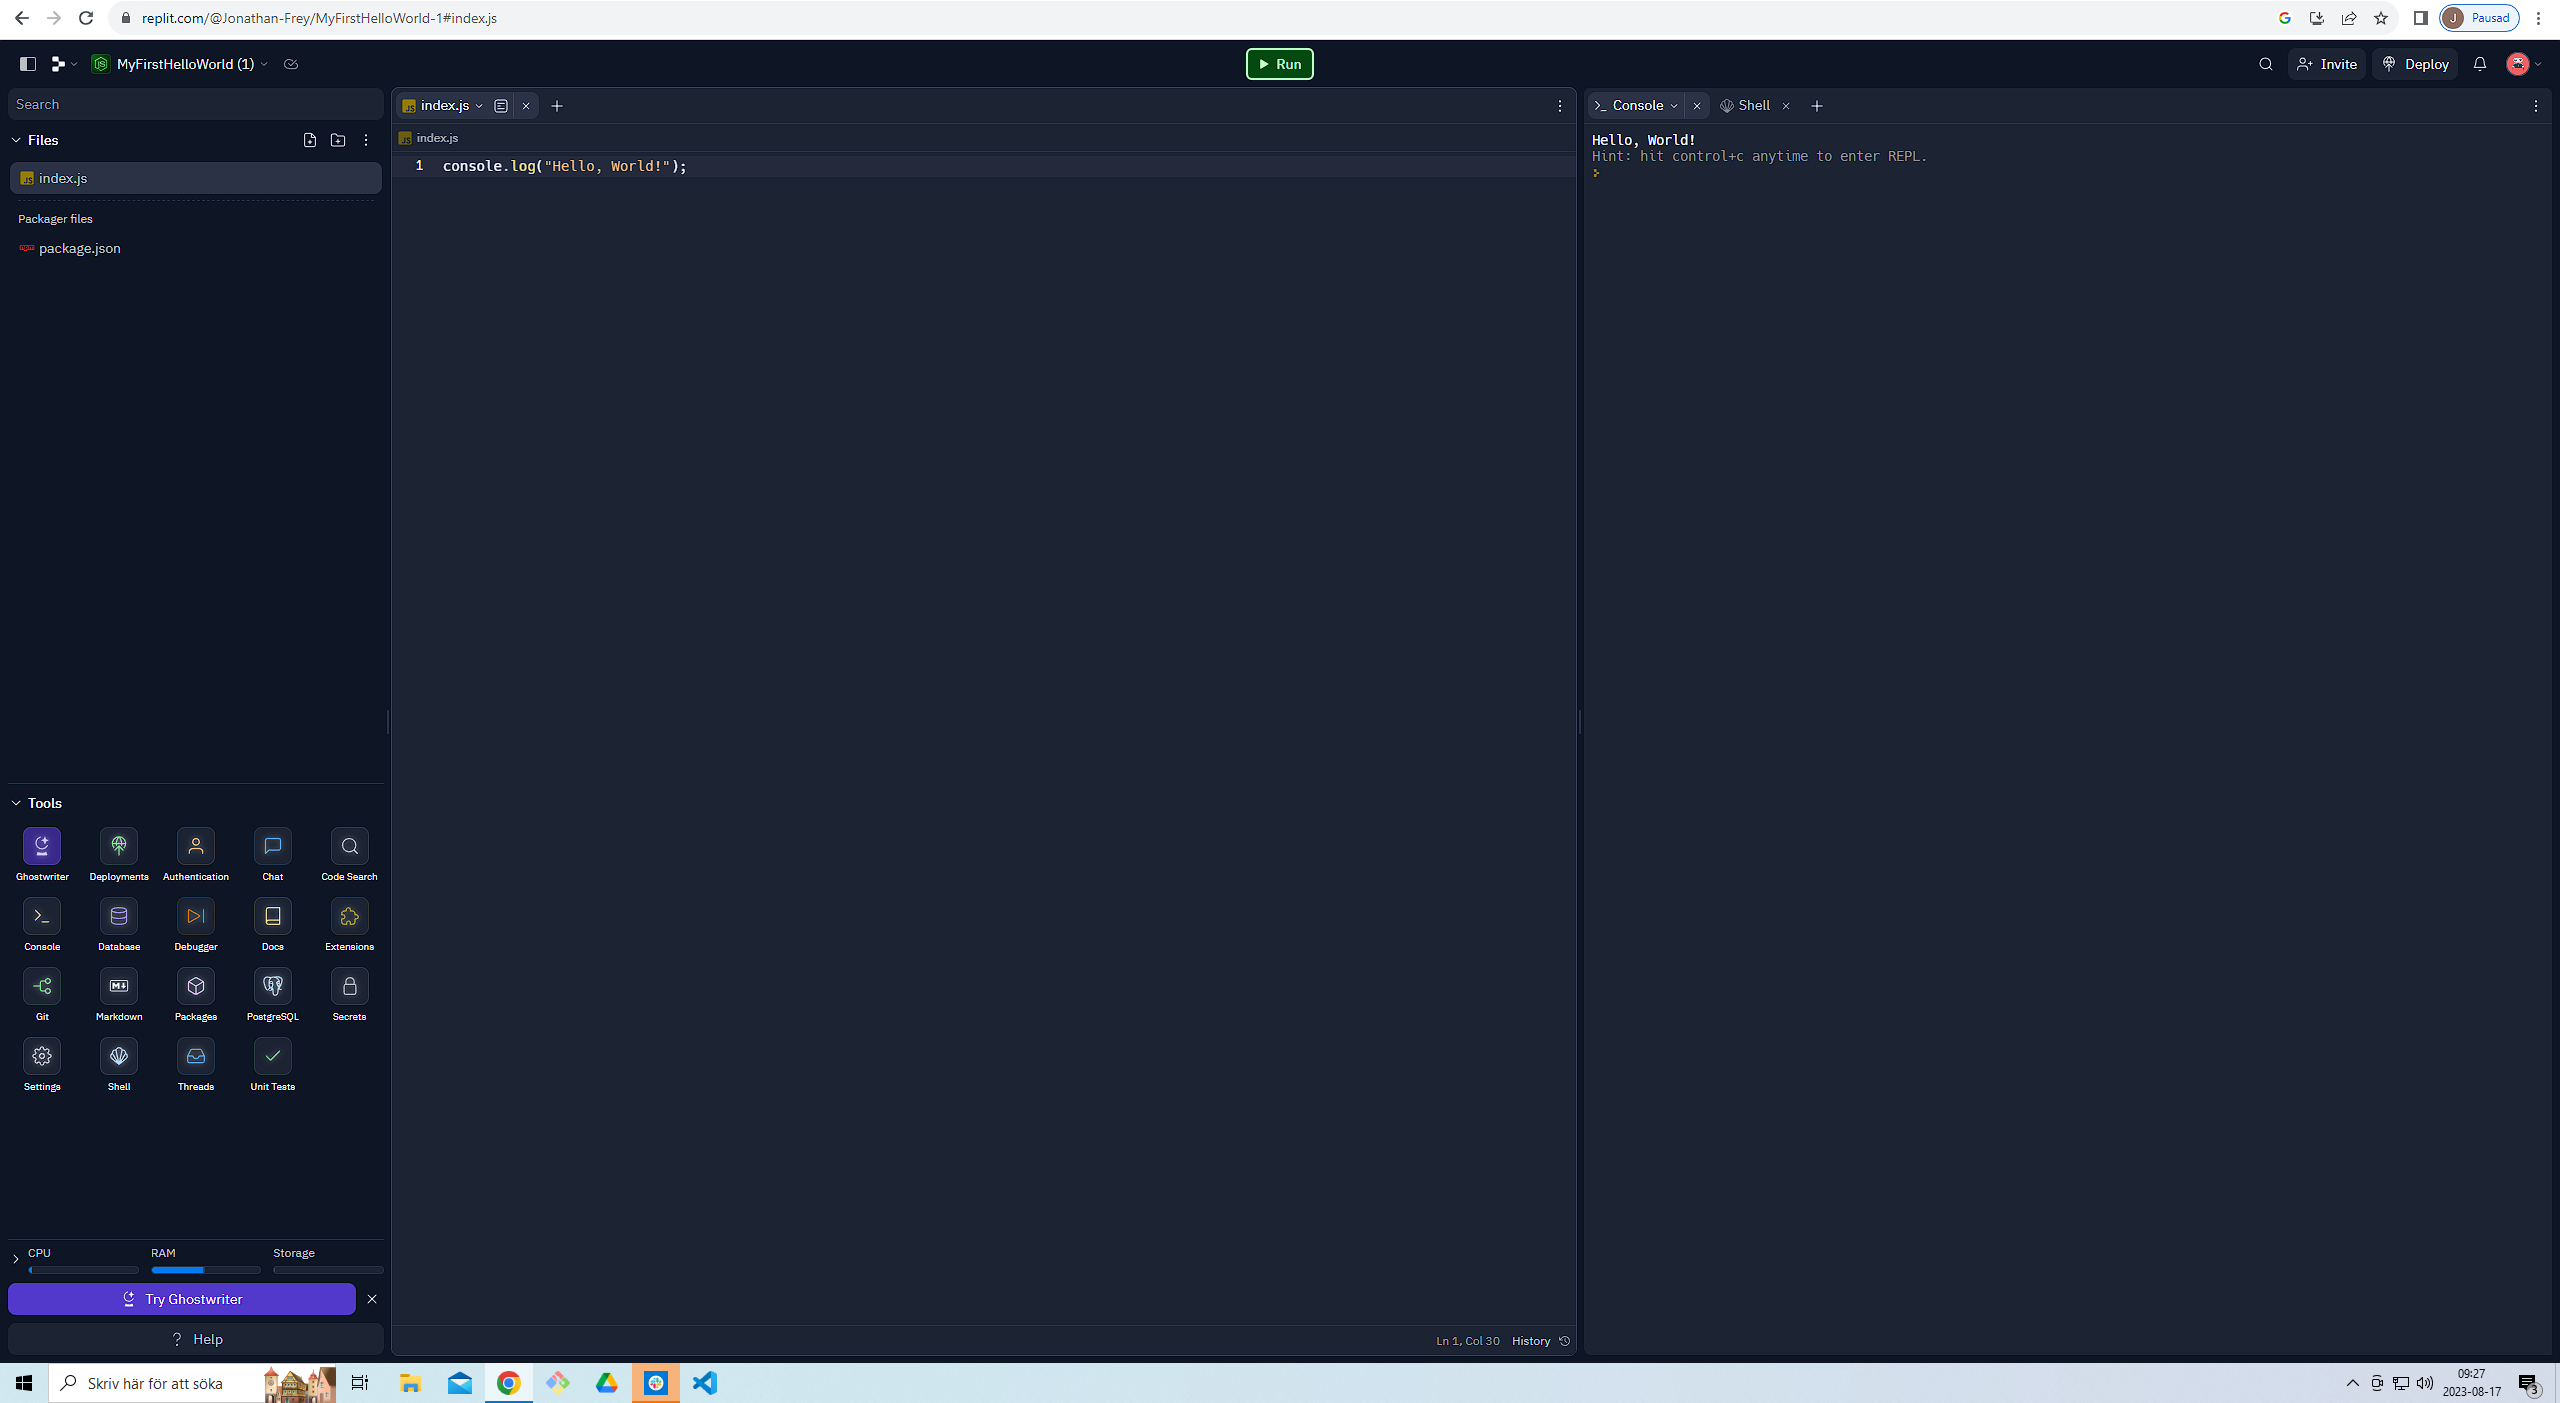 replit.com/@Jonathan-Frey/MyFirstHelloWorld-1#index.js
J Pausad
MyFirstHelloWorld (1)
Run
Invite
Deploy
Search
index.js
Console
Shell
Files
index.js
Hello, World!
1 console.log("Hello, World!");
Hint: hit control+c anytime to enter REPL.
index.js
Packager files
package.json
Tools
Ghostwriter Deployments Authentication Chat Code Search
Console Database Debugger Docs Extensions
Git Markdown Packages PostgreSQL Secrets
Settings Shell Threads Unit Tests
CPU RAM Storage
Try Ghostwriter
? Help
Ln 1, Col 30 History
Skriv här för att söka
09:27
2023-08-17
3